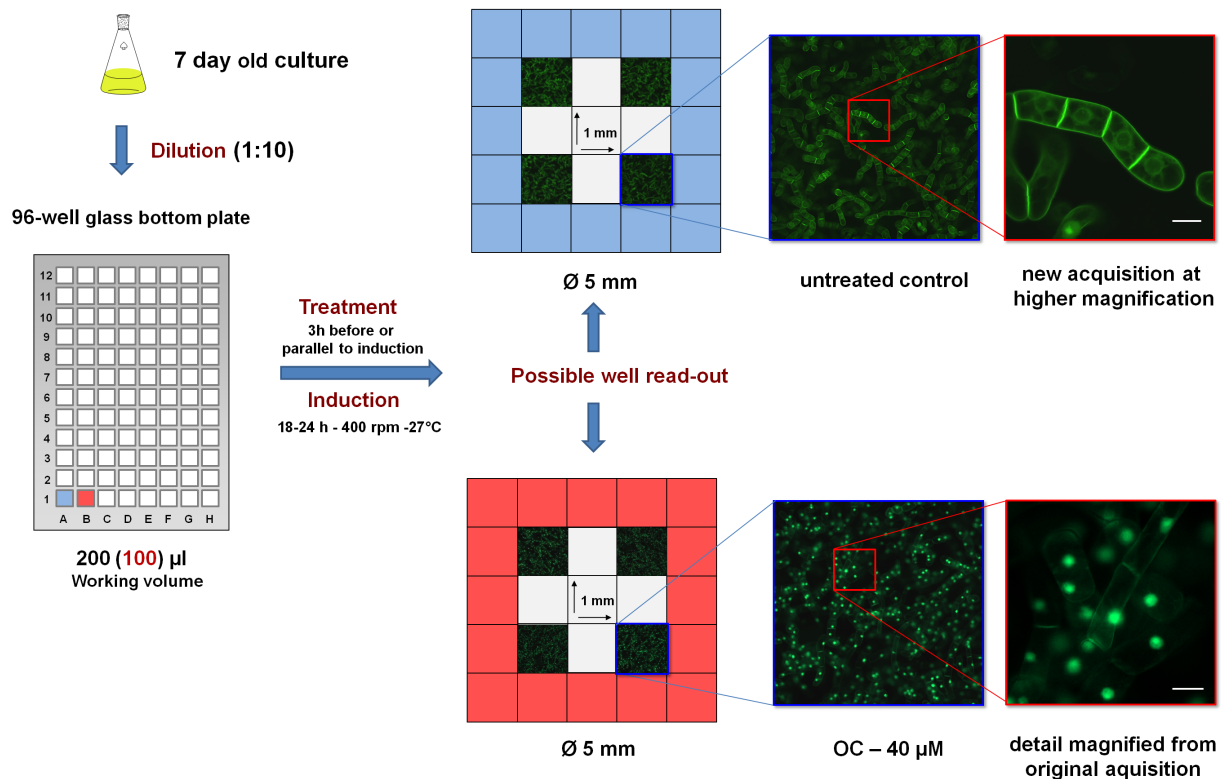 7 day old culture
Dilution (1:10)
96-well glass bottom plate
12
11
10
9
8
7
6
5
4
3
2
1
A B C D E F G H
200 (100) µl
Working volume
Treatment
3h before or
parallel to induction
Induction
18-24 h - 400 rpm -27°C
1 mm
Ø 5 mm
Possible well read-out
1 mm
Ø 5 mm
untreated control
new acquisition at
higher magnification
OC – 40 µM
detail magnified from
original aquisition